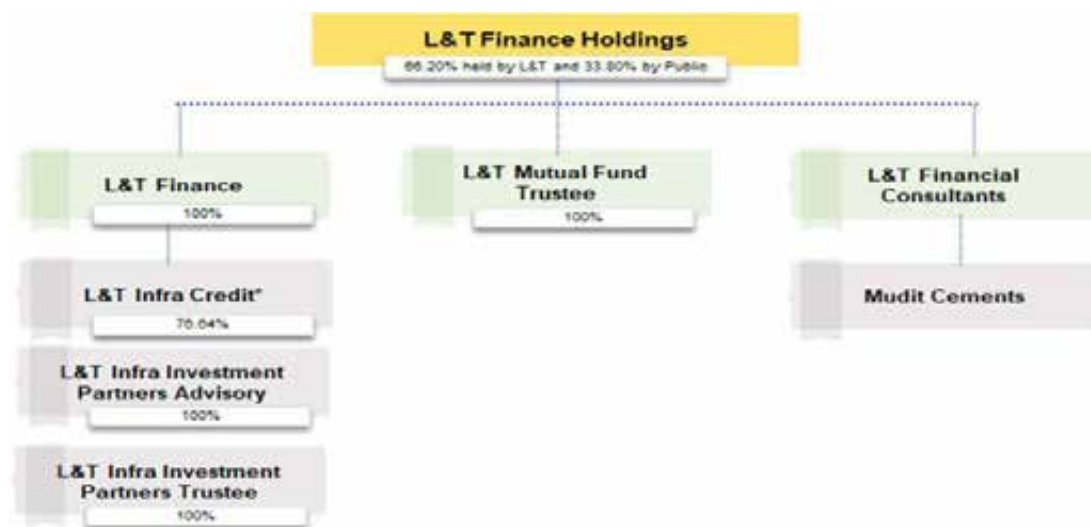 L&T Finance Holdings
66.20% held by L&T and 33.80% by Public
L&T Finance
100%
L&T Mutual Fund
Trustee
100%
L&T Financial
Consultants
L&T Infra Credit*
76.64%
Mudit Cements
L&T Infra Investment
Partners Advisory
100%
L&T Infra Investment
Partners Trustee
100%